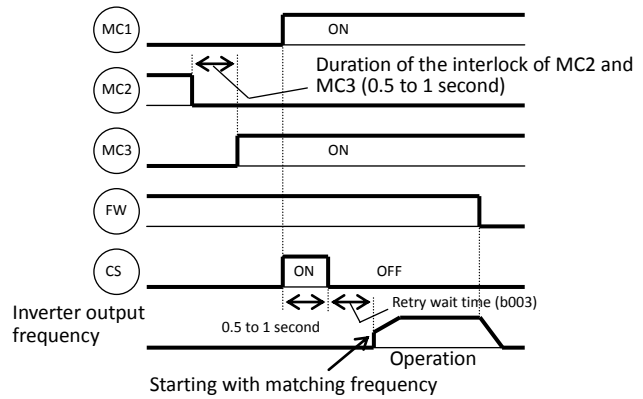 MC1
ON
Duration of the interlock of MC2 and
MC3 (0.5 to 1 second)
MC2
MC3
ON
FW
CS
ON
OFF
Retry wait time (b003)
Inverter output
frequency
0.5 to 1 second
Operation
Starting with matching frequency